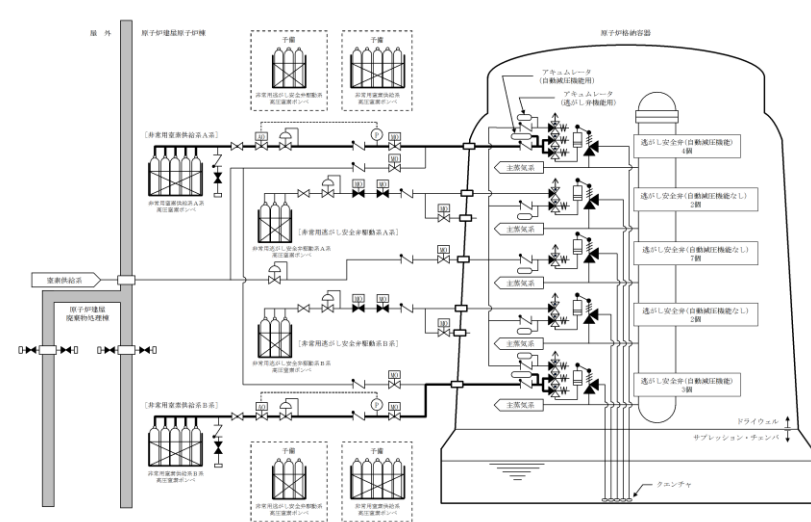 屋 外
原子炉建屋原子炉棟
予備
非常用逃がし安全弁駆動系
高圧窒素ボンベ
予備
非常用窒素供給系
高圧窒素ボンベ
原子炉格納容器
アキュムレータ
(自動減圧機能用)
アキュムレータ
(逃がし弁機能用)
[非常用窒素供給系A系]
AO
P
MO
MO
非常用窒素供給系A系
高圧窒素ボンベ
主蒸気系
逃がし安全弁(自動減圧機能)
4個
MO
MO
MO
非常用逃がし安全弁駆動系A系
高圧窒素ボンベ
[非常用逃がし安全弁駆動系A系]
主蒸気系
逃がし安全弁(自動減圧機能なし)
2個
MO
主蒸気系
逃がし安全弁(自動減圧機能なし)
7個
窒素供給系
原子炉建屋
廃棄物処理棟
MO
MO
MO
非常用逃がし安全弁駆動系B系
高圧窒素ボンベ
[非常用逃がし安全弁駆動系B系]
主蒸気系
逃がし安全弁(自動減圧機能なし)
2個
MO
[非常用窒素供給系B系]
AO
P
MO
非常用窒素供給系B系
高圧窒素ボンベ
主蒸気系
逃がし安全弁(自動減圧機能)
3個
ドライウェル
サプレッション・チェンバ
予備
非常用逃がし安全弁駆動系
高圧窒素ボンベ
予備
非常用窒素供給系
高圧窒素ボンベ
クエンチャ